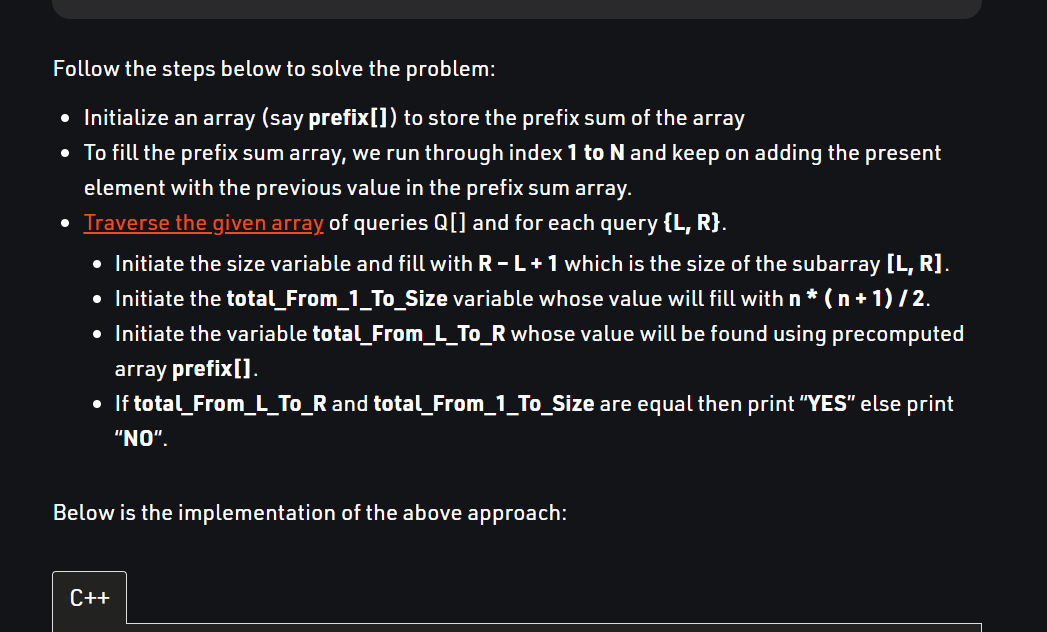 Follow the steps below to solve the problem:
• Initialize an array (say prefix[]) to store the prefix sum of the array
• To fill the prefix sum array, we run through index 1 to N and keep on adding the present
element with the previous value in the prefix sum array.
• Traverse the given array of queries Q[] and for each query {L, R}.
• Initiate the size variable and fill with R – L + 1 which is the size of the subarray [L, R].
• Initiate the total_From_1_To_Size variable whose value will fill with n * ( n + 1) / 2.
• Initiate the variable total_From_L_To_R whose value will be found using precomputed
array prefix[].
• If total_From_L_To_R and total_From_1_To_Size are equal then print “YES” else print
“NO”.
Below is the implementation of the above approach:
C++